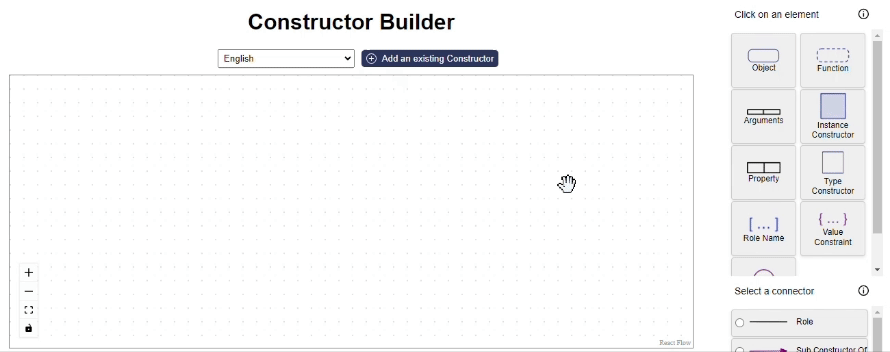 Constructor Builder
English
Add an existing Constructor
Click on an element
Object
Function
Arguments
Instance
Constructor
Property
Type
Constructor
[ ... ]
Role Name
{ ... }
Value
Constraint
React Flow
Select a connector
Role
Sub Constructor Of